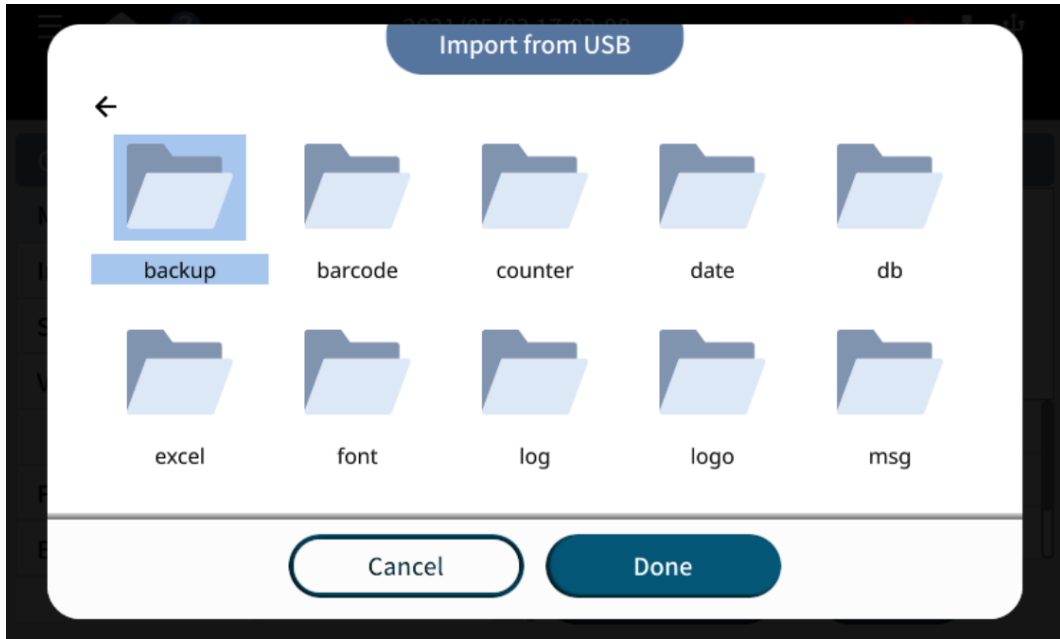 Import from USB
backup
barcode
counter
date
db
excel
font
log
logo
msg
Cancel
Done